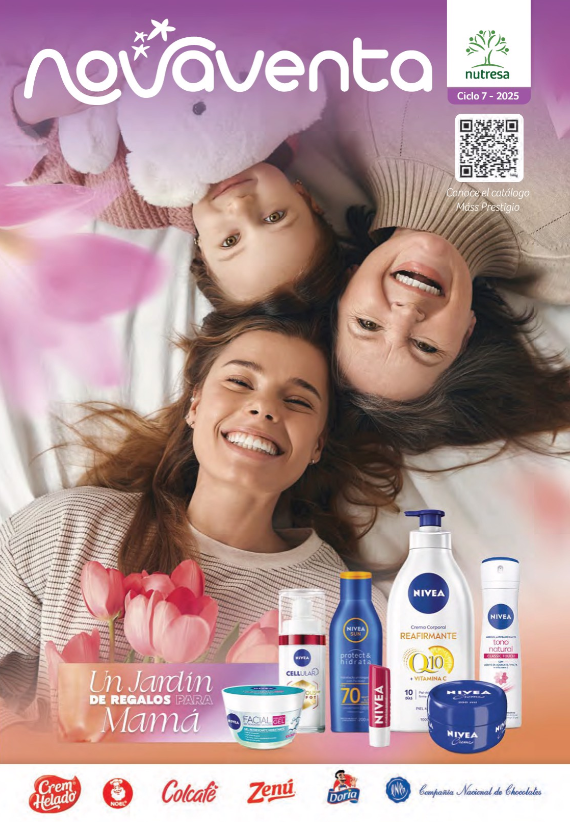 novaventa
nutresa
Ciclo 7 - 2025
Conoce el catálogo
Mass Prestigio
Un Jardín
DE REGALOS PARA
Mamá
NIVEA
FACIAL
NIVEA
CELLULAR
NIVEA
SUN
protect &
hidrata
70
NIVEA
NIVEA
Crema Corporal
REAFIRMANTE
Q10
+ VITAMINA C
10
NIVEA
tono
natural
NIVEA
Creme
NIVEA
Creme
Crem
Helado
NOEL
Colcafé
Zenú
Doria
Compañía Nacional de Chocolates